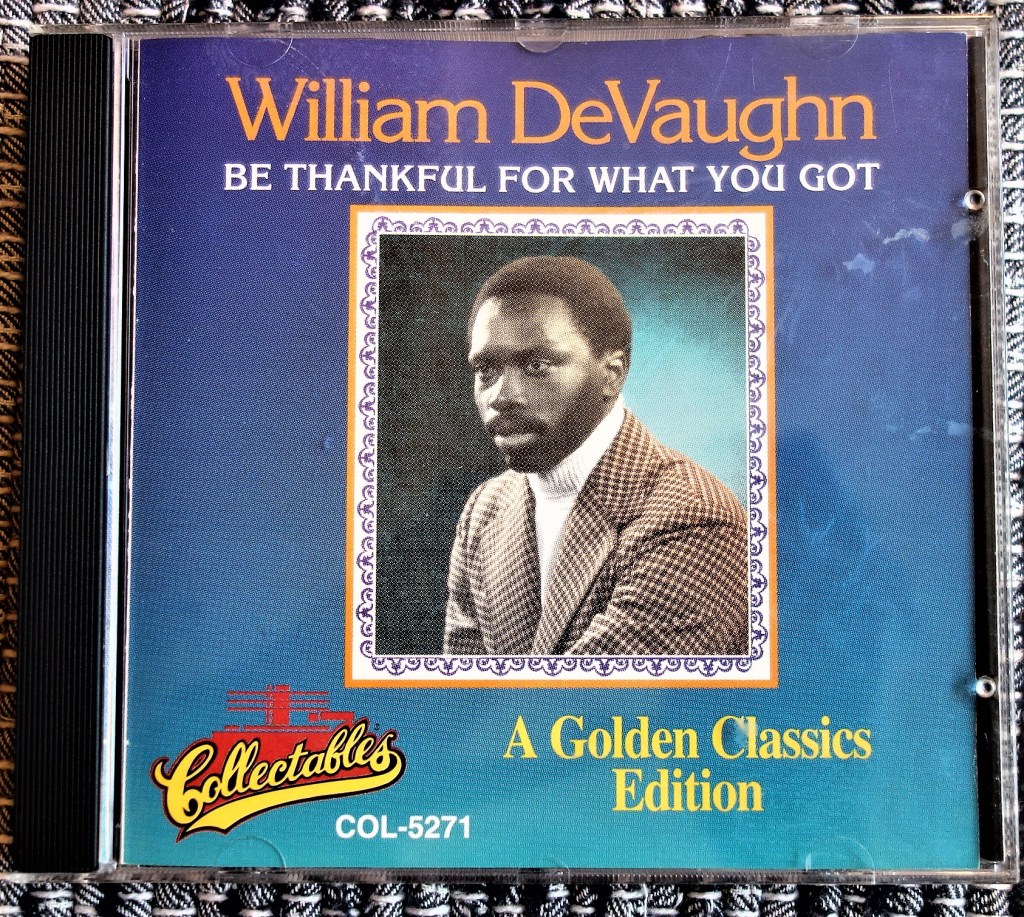 William DeVaughn
BE THANKFUL FOR WHAT YOU GOT
A Golden Classics
Edition
Collectables
COL-5271